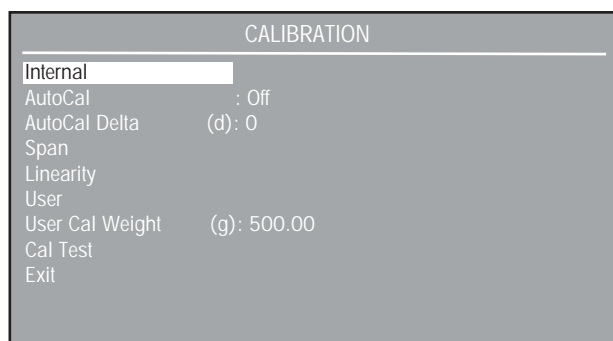 CALIBRATION
Internal
AutoCal : Off
AutoCal Delta (d): 0
Span
Linearity
User
User Cal Weight (g): 500.00
Cal Test
Exit